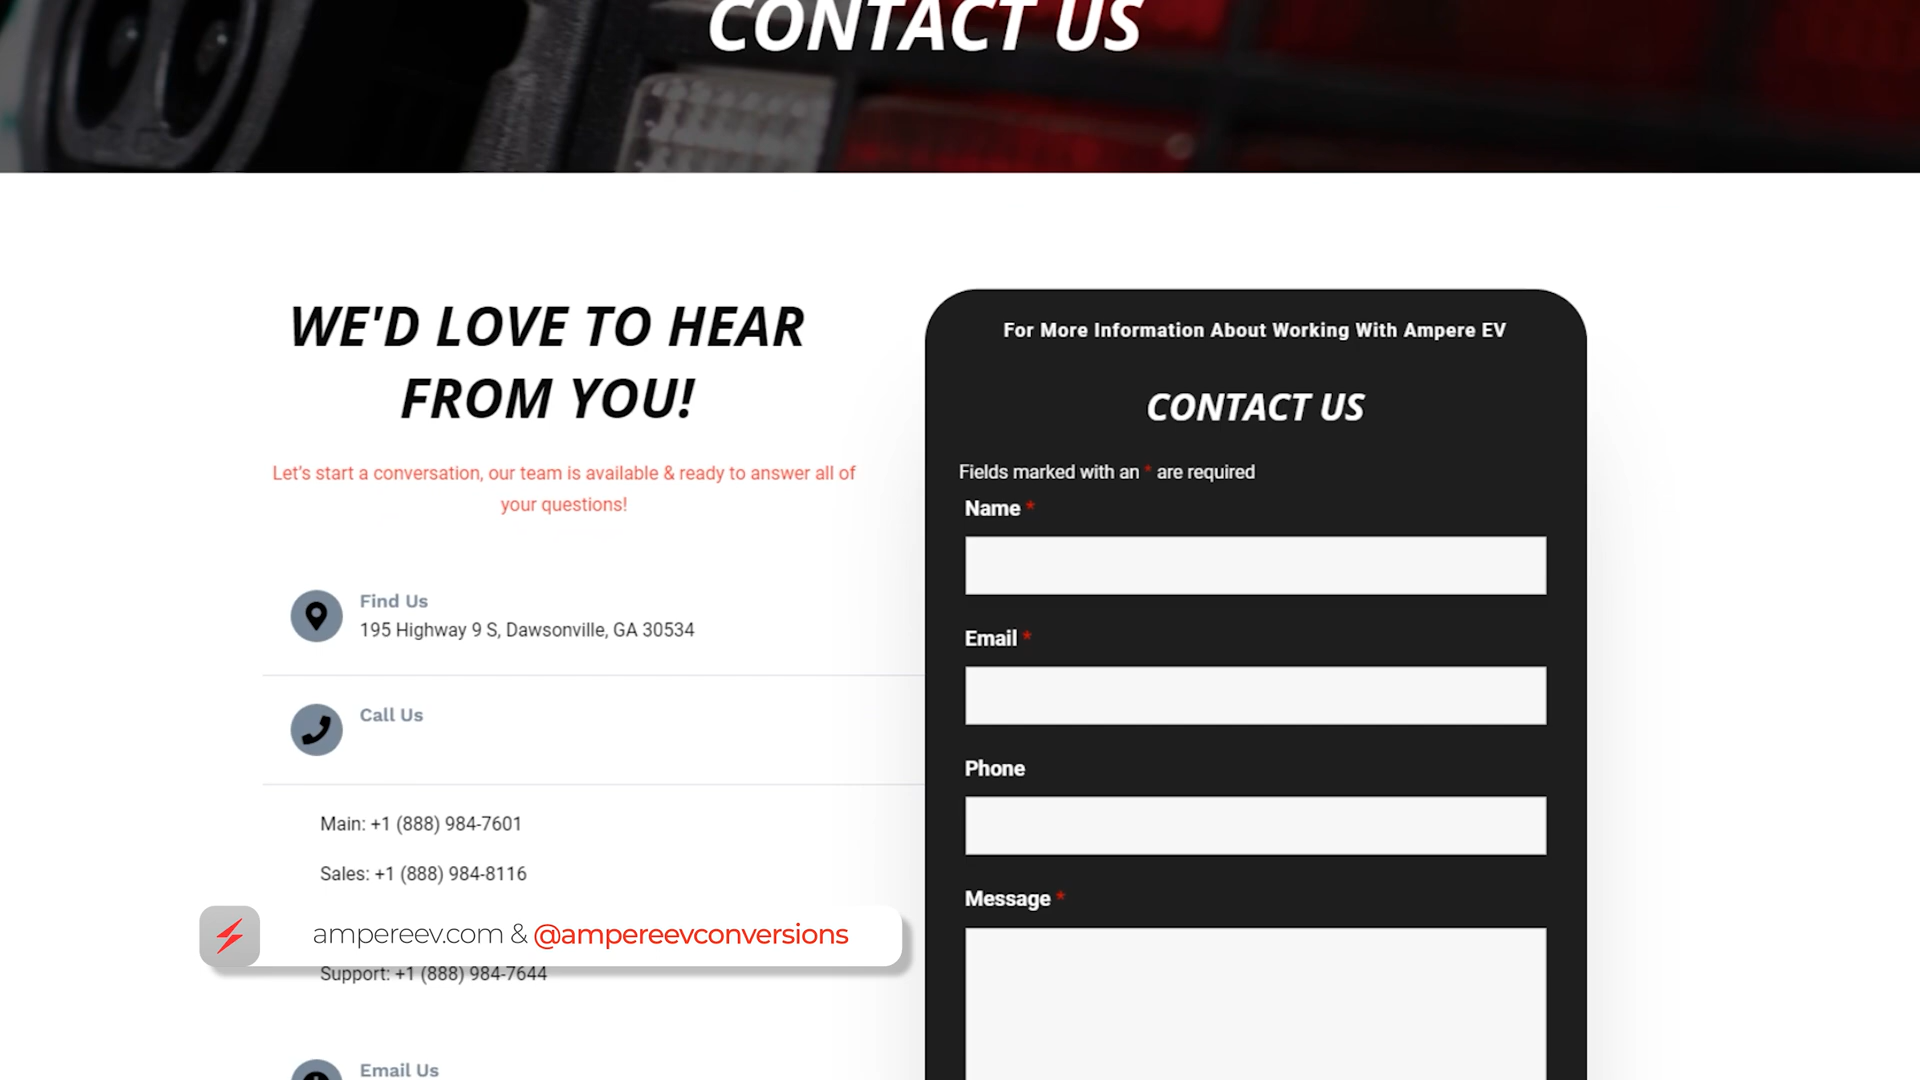 CONTACT US
WE'D LOVE TO HEAR
FROM YOU!
Let's start a conversation, our team is available & ready to answer all of
your questions!
Find Us
195 Highway 9 S, Dawsonville, GA 30534
Call Us
Main: +1 (888) 984-7601
Sales: +1 (888) 984-8116
ampereev.com & @ampereevconversions
Support: +1 (888) 984-7644
Email Us
For More Information About Working With Ampere EV
CONTACT US
Fields marked with an * are required
Name *
Email *
Phone
Message *